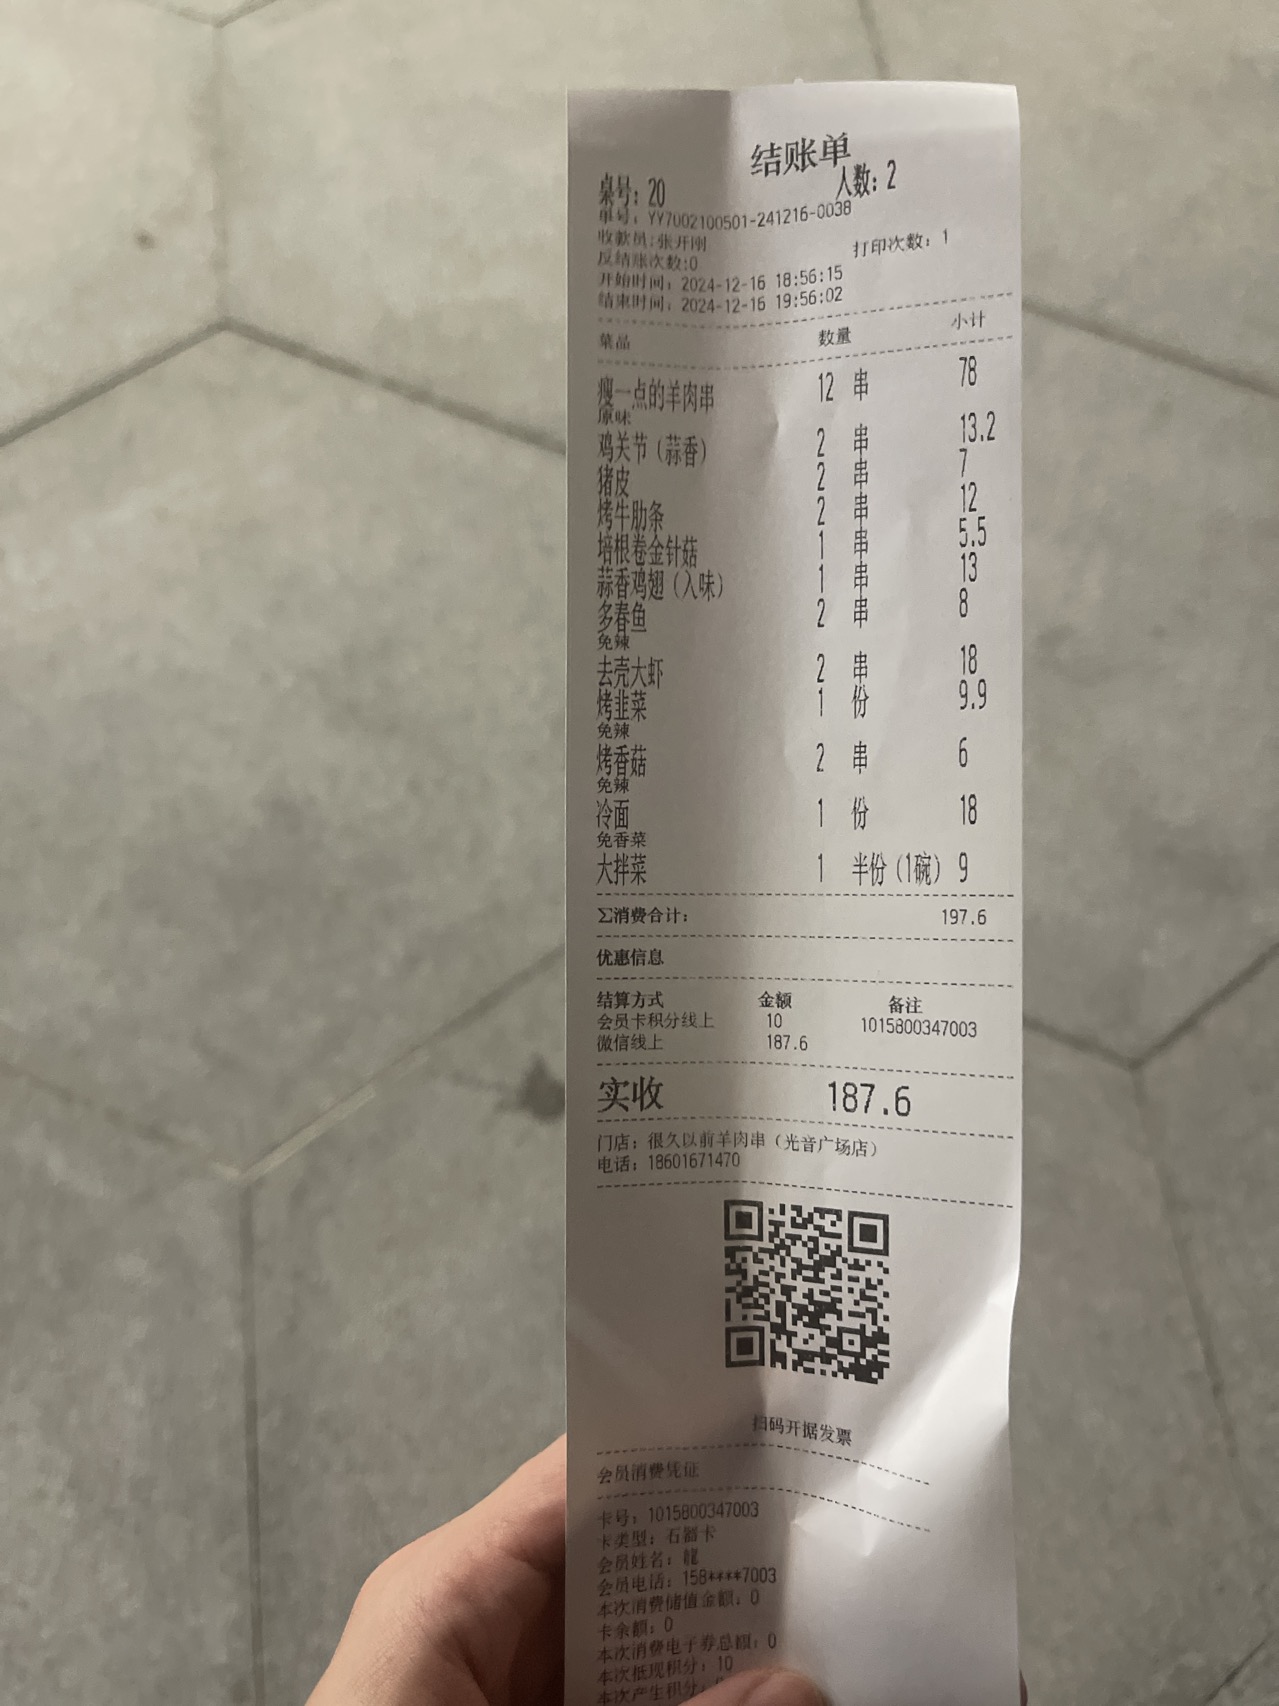 结账单
桌号：20 人数：2
单号：YY7002100501-241216-0038
收款员:张开刚 打印次数：1
反结账次数:0
开始时间：2024-12-16 18:56:15
结束时间：2024-12-16 19:56:02
菜品 数量 小计
瘦一点的羊肉串 12 串 78
原味
鸡关节（蒜香） 2 串 13.2
猪皮 2 串 7
烤牛肋条 2 串 12
培根卷金针菇 1 串 5.5
蒜香鸡翅（入味） 1 串 13
多春鱼 2 串 8
免辣
去壳大虾 2 串 18
烤韭菜 1 份 9.9
免辣
烤香菇 2 串 6
免辣
冷面 1 份 18
免香菜
大拌菜 1 半份（1碗） 9
∑消费合计： 197.6
优惠信息
结算方式 金额 备注
会员卡积分线上 10 1015800347003
微信线上 187.6
实收 187.6
门店：很久以前羊肉串（光音广场店）
电话：18601671470
扫码开据发票
会员消费凭证
卡号：1015800347003
卡类型：石器卡
会员姓名：龍
会员电话：158****7003
本次消费储值金额：0
卡余额：0
本次消费电子券总额：0
本次抵现积分：10
本次产生积分：